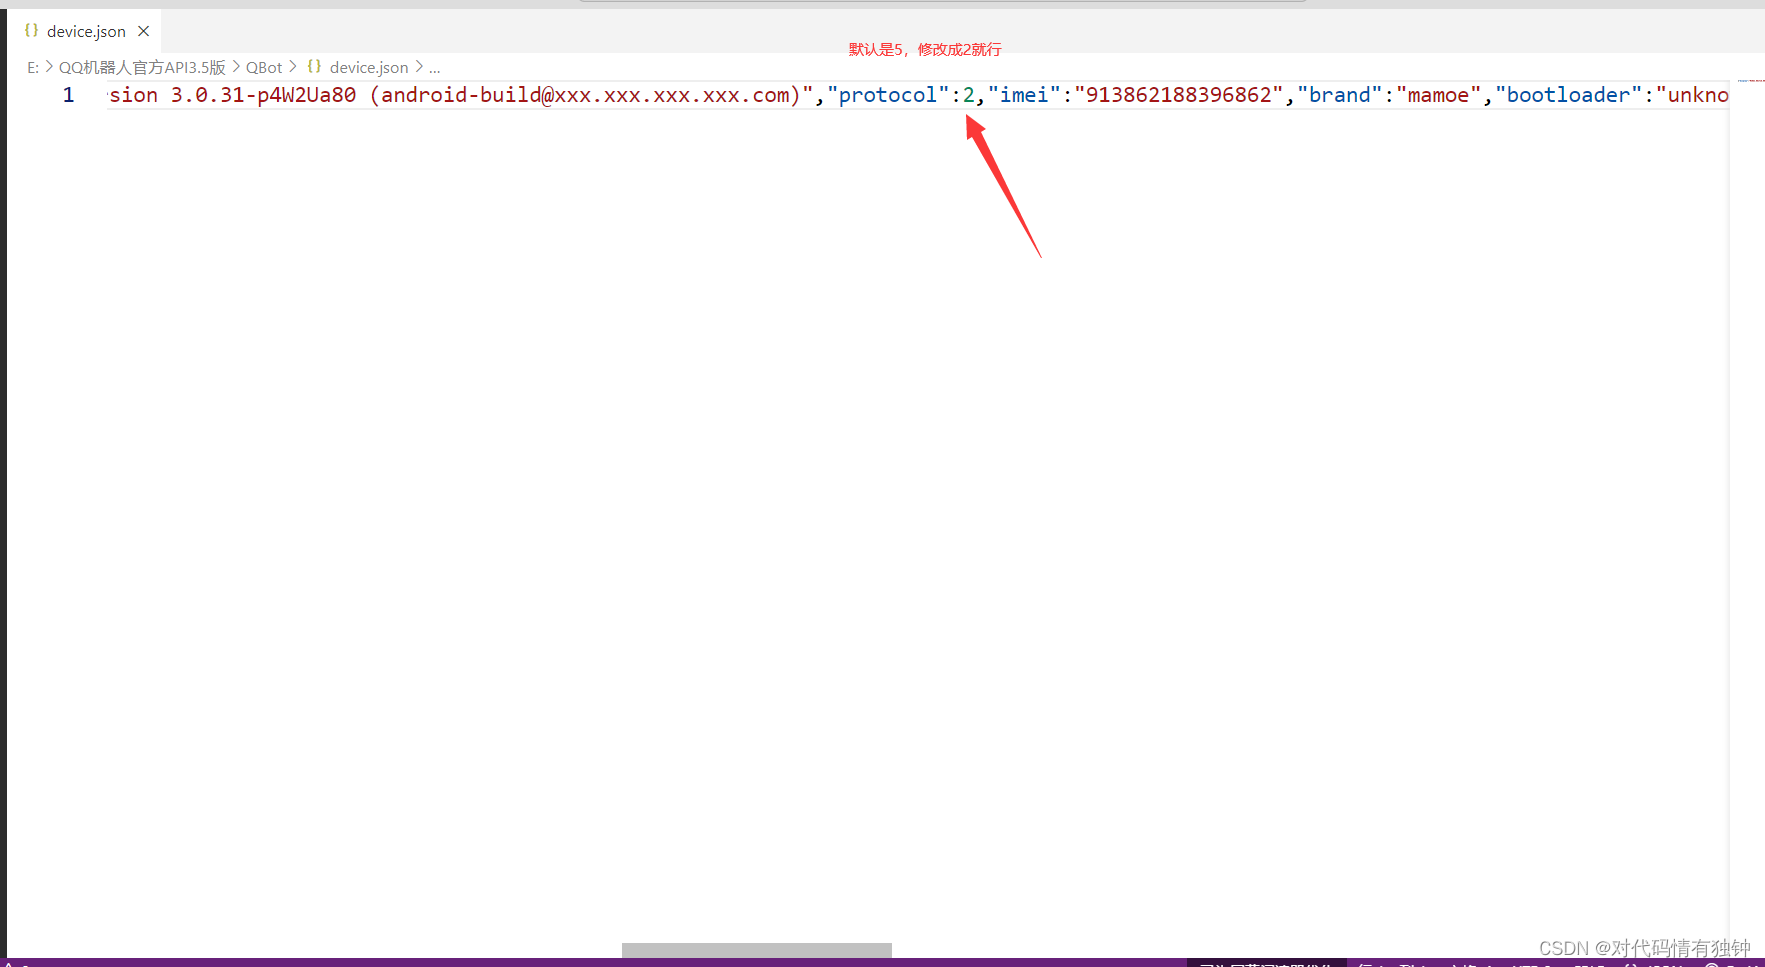 device.json
默认是5，修改成2就行
E: > QQ机器人官方API3.5版 > QBot > {} device.json > ...
1 sion 3.0.31-p4W2Ua80 (android-build@xxx.xxx.xxx.xxx.com)","protocol":2,"imei":"913862188396862","brand":"mamoe","bootloader":"unkno
CSDN @对代码情有独钟